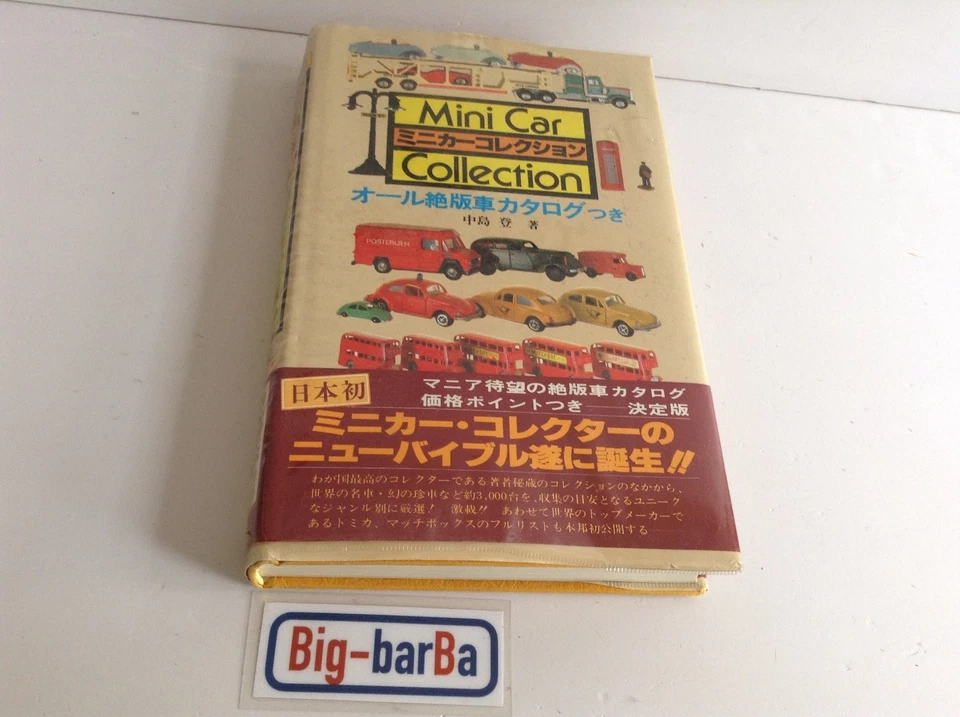 Mini Car
ミニカーコレクション
Collection
オール絶版車カタログつき
中島 登 著
POSTERIJEN
日本初
マニア待望の絶版車カタログ
価格ポイントつき──決定版
ミニカー・コレクターの
ニューバイブル遂に誕生!!
わが国最高のコレクターである著者秘蔵のコレクションのなかから、
世界の名車・幻の珍車など約3,000台を、収集の目安となるユニーク
なジャンル別に厳選! 激載!! あわせて世界のトップメーカーで
あるトミカ、マッチボックスのフルリストも本邦初公開する
Big-barBa